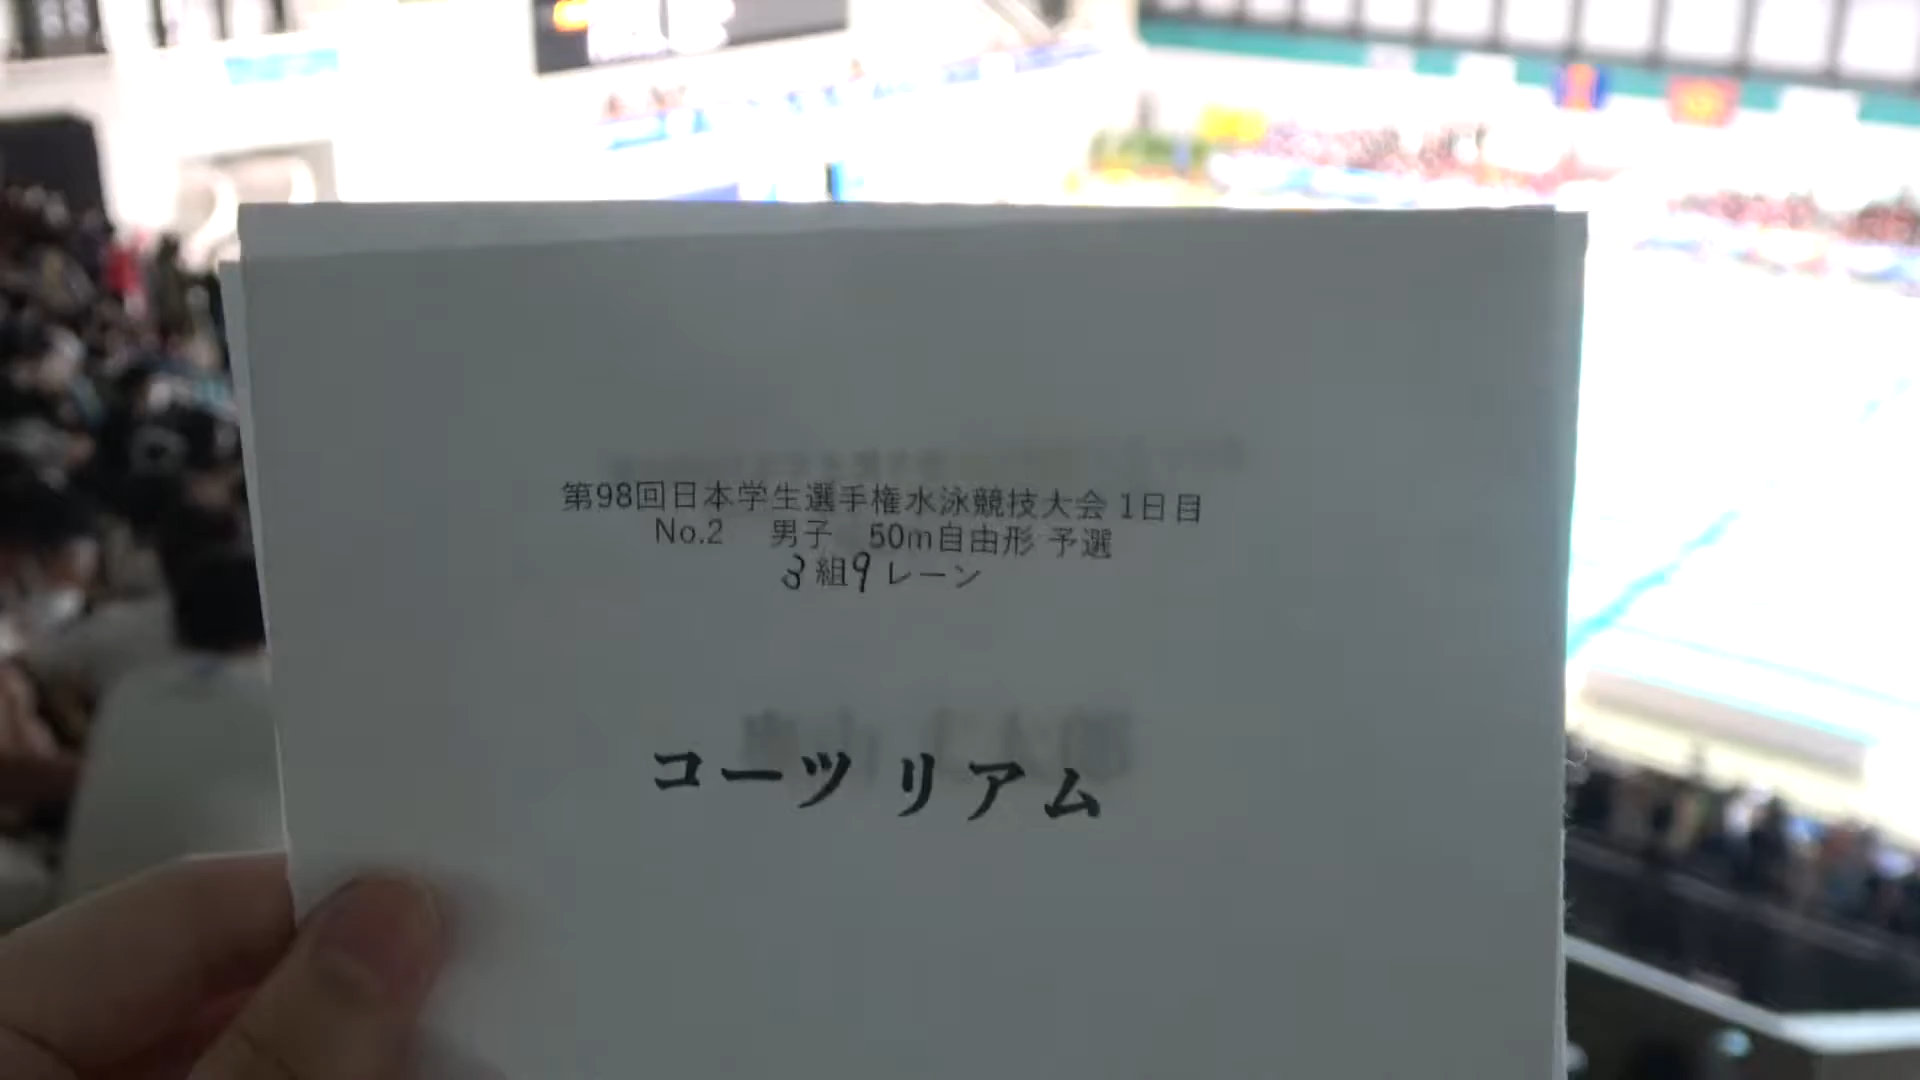 第98回日本学生選手権水泳競技大会 1日目
No.2 男子 50m自由形 予選
3組9レーン
コーツ リアム